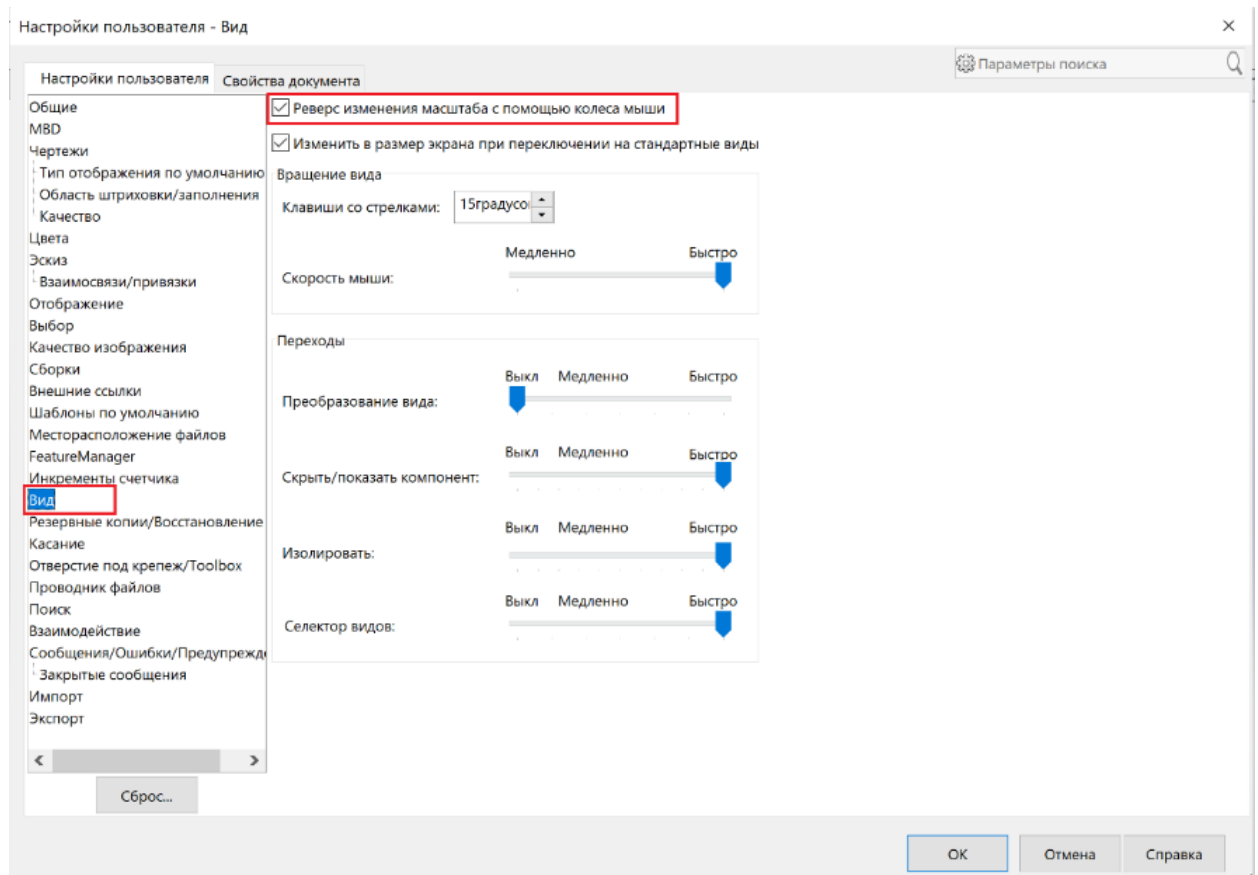 Настройки пользователя - Вид
Параметры поиска
Настройки пользователя
Свойства документа
Общие
MBD
Чертежи
Тип отображения по умолчанию
Область штриховки/заполнения
Качество
Цвета
Эскиз
Взаимосвязи/привязки
Отображение
Выбор
Качество изображения
Сборки
Внешние ссылки
Шаблоны по умолчанию
Месторасположение файлов
FeatureManager
Инкременты счетчика
Вид
Резервные копии/Восстановление
Касание
Отверстие под крепеж/Toolbox
Проводник файлов
Поиск
Взаимодействие
Сообщения/Ошибки/Предупрежд
Закрытые сообщения
Импорт
Экспорт
Сброс...
Реверс изменения масштаба с помощью колеса мыши
Изменить в размер экрана при переключении на стандартные виды
Вращение вида
Клавиши со стрелками: 15градусо
Медленно Быстро
Скорость мыши:
Переходы
Выкл Медленно Быстро
Преобразование вида:
Выкл Медленно Быстро
Скрыть/показать компонент:
Выкл Медленно Быстро
Изолировать:
Выкл Медленно Быстро
Селектор видов:
OK Отмена Справка